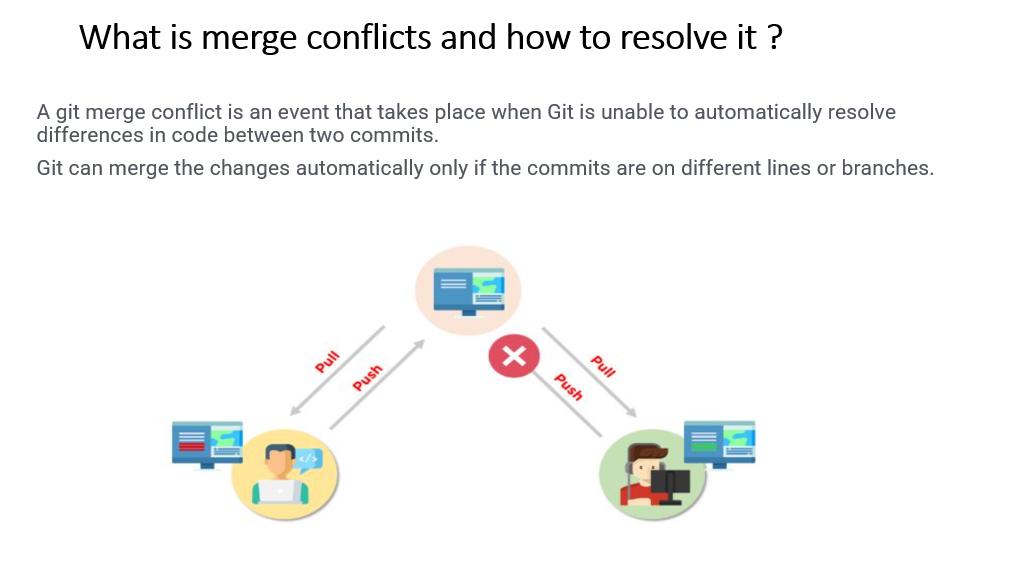 What is merge conflicts and how to resolve it ?
A git merge conflict is an event that takes place when Git is unable to automatically resolve
differences in code between two commits.
Git can merge the changes automatically only if the commits are on different lines or branches.
Pull
Push
Pull
Push
</>